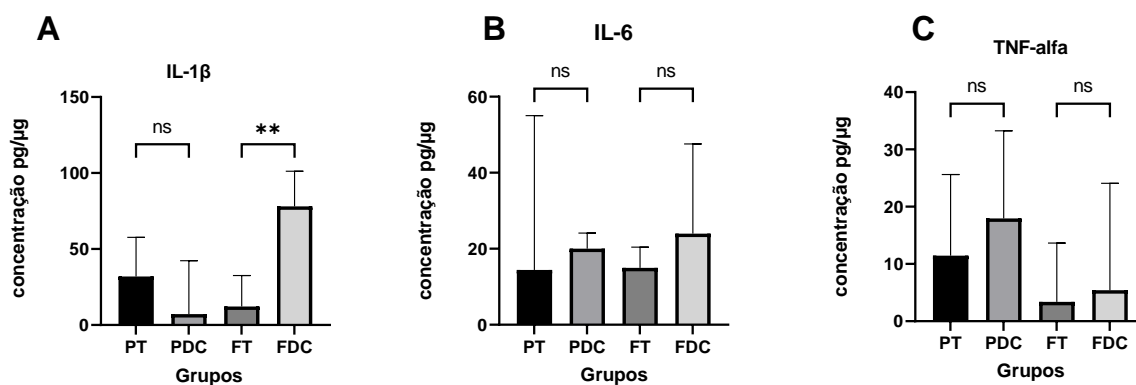 A
IL-1β
ns
**
concentração pg/µg
150
100
50
0
PT PDC FT FDC
Grupos
B
IL-6
ns
ns
concentração pg/µg
60
40
20
0
PT PDC FT FDC
Grupos
C
TNF-alfa
ns
ns
concentração pg/µg
40
30
20
10
0
PT PDC FT FDC
Grupos